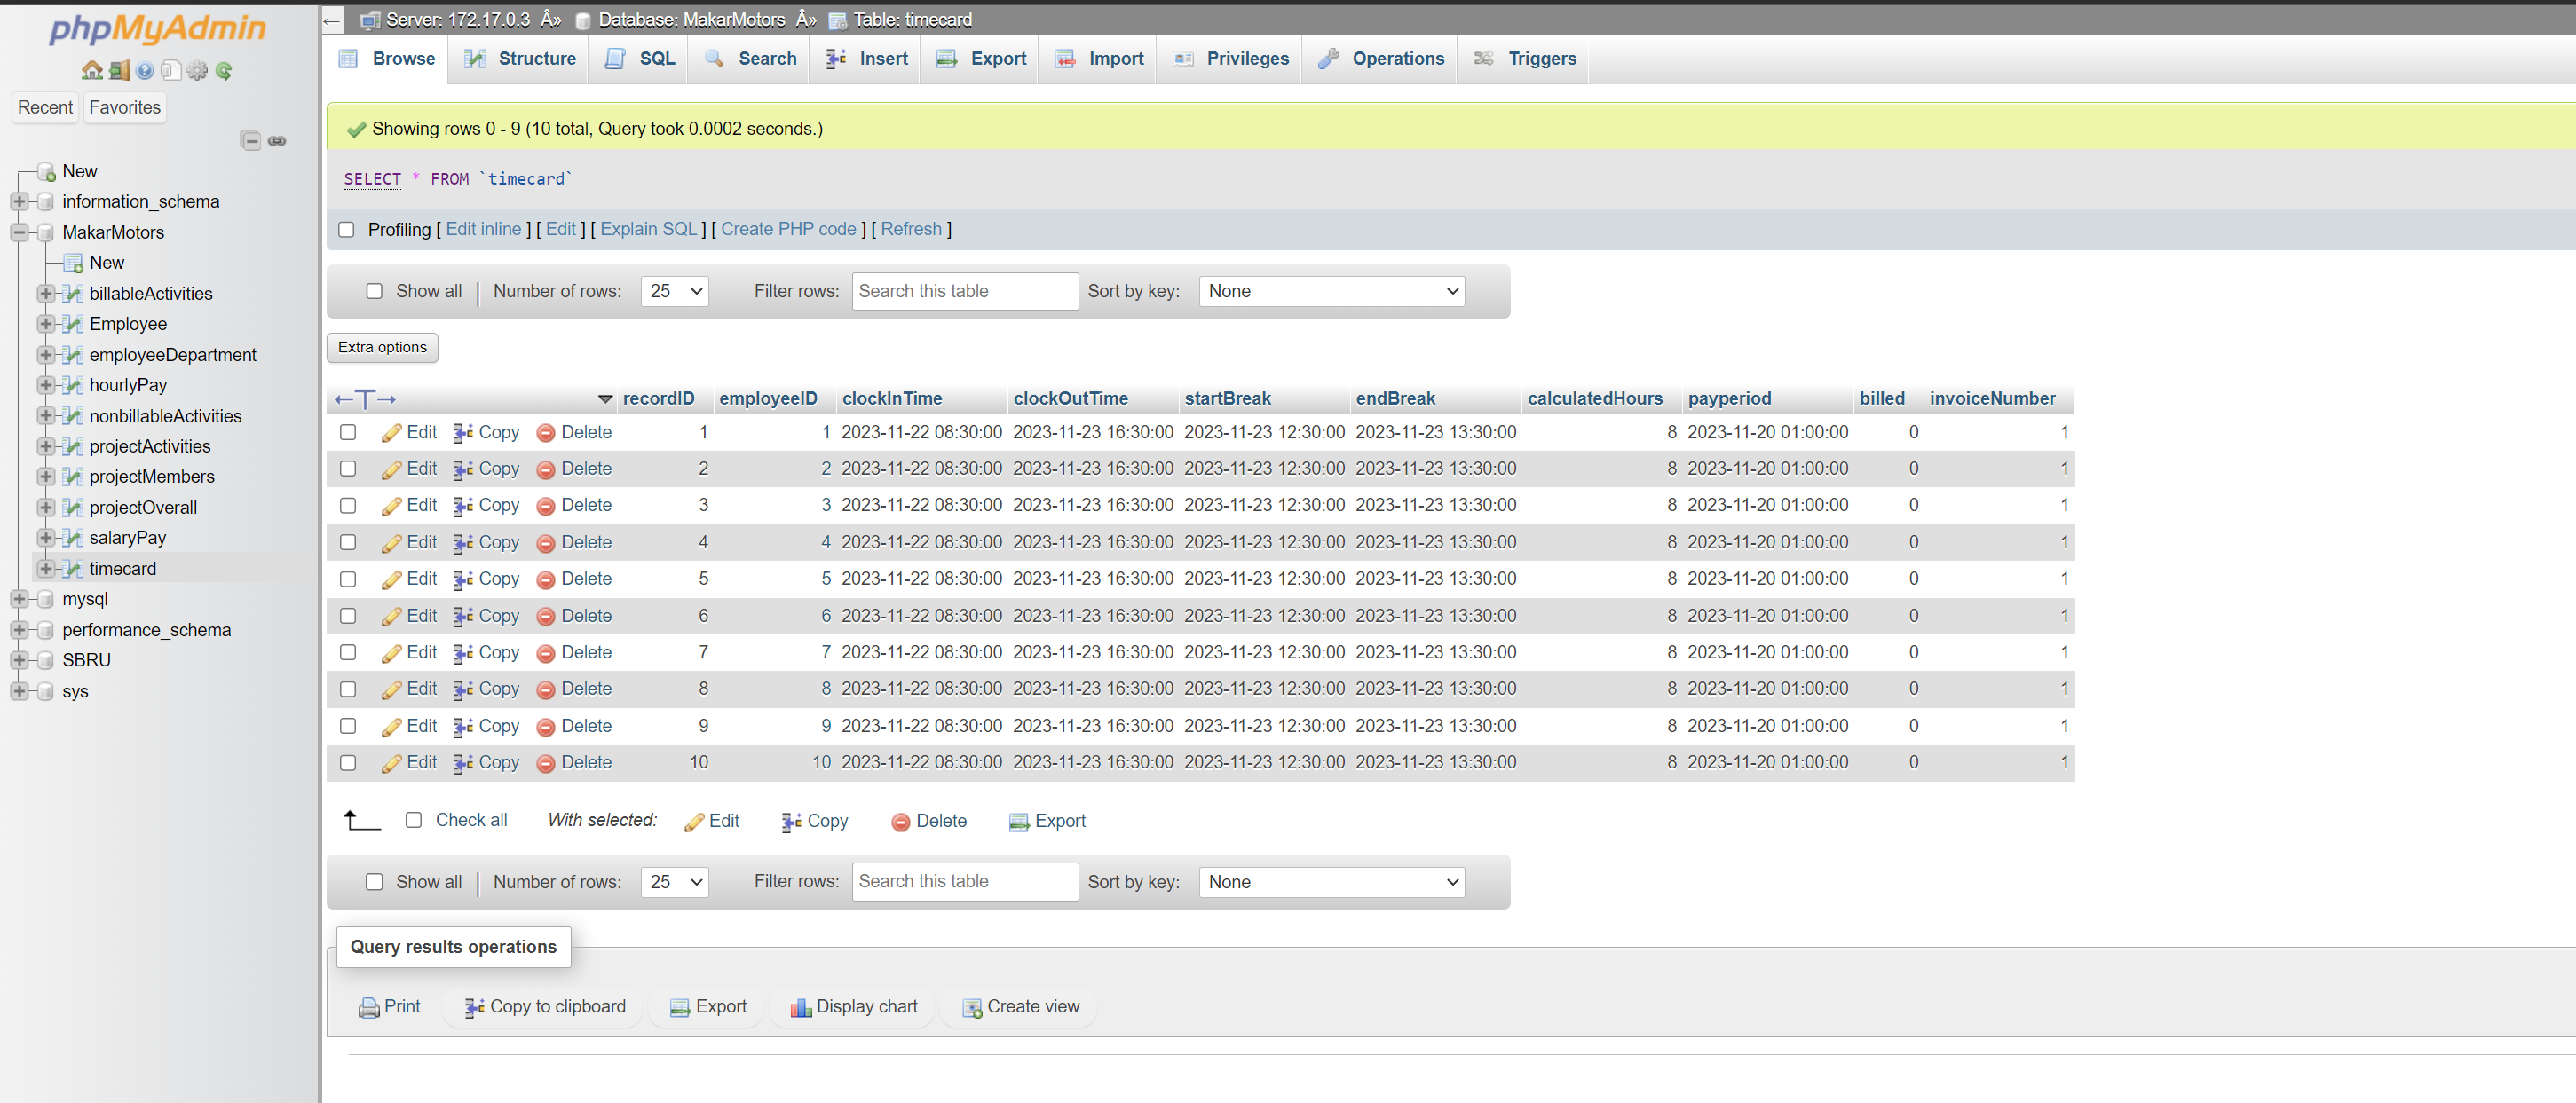 phpMyAdmin
Recent Favorites
New
information_schema
MakarMotors
New
billableActivities
Employee
employeeDepartment
hourlyPay
nonbillableActivities
projectActivities
projectMembers
projectOverall
salaryPay
timecard
mysql
performance_schema
SBRU
sys
Server: 172.17.0.3 Â» Database: MakarMotors Â» Table: timecard
Browse Structure SQL Search Insert Export Import Privileges Operations Triggers
Showing rows 0 - 9 (10 total, Query took 0.0002 seconds.)
SELECT * FROM `timecard`
Profiling [ Edit inline ] [ Edit ] [ Explain SQL ] [ Create PHP code ] [ Refresh ]
Show all | Number of rows: 25 Filter rows: Search this table Sort by key: None
Extra options
←T→ recordID employeeID clockInTime clockOutTime startBreak endBreak calculatedHours payperiod billed invoiceNumber
Edit Copy Delete 1 1 2023-11-22 08:30:00 2023-11-23 16:30:00 2023-11-23 12:30:00 2023-11-23 13:30:00 8 2023-11-20 01:00:00 0 1
Edit Copy Delete 2 2 2023-11-22 08:30:00 2023-11-23 16:30:00 2023-11-23 12:30:00 2023-11-23 13:30:00 8 2023-11-20 01:00:00 0 1
Edit Copy Delete 3 3 2023-11-22 08:30:00 2023-11-23 16:30:00 2023-11-23 12:30:00 2023-11-23 13:30:00 8 2023-11-20 01:00:00 0 1
Edit Copy Delete 4 4 2023-11-22 08:30:00 2023-11-23 16:30:00 2023-11-23 12:30:00 2023-11-23 13:30:00 8 2023-11-20 01:00:00 0 1
Edit Copy Delete 5 5 2023-11-22 08:30:00 2023-11-23 16:30:00 2023-11-23 12:30:00 2023-11-23 13:30:00 8 2023-11-20 01:00:00 0 1
Edit Copy Delete 6 6 2023-11-22 08:30:00 2023-11-23 16:30:00 2023-11-23 12:30:00 2023-11-23 13:30:00 8 2023-11-20 01:00:00 0 1
Edit Copy Delete 7 7 2023-11-22 08:30:00 2023-11-23 16:30:00 2023-11-23 12:30:00 2023-11-23 13:30:00 8 2023-11-20 01:00:00 0 1
Edit Copy Delete 8 8 2023-11-22 08:30:00 2023-11-23 16:30:00 2023-11-23 12:30:00 2023-11-23 13:30:00 8 2023-11-20 01:00:00 0 1
Edit Copy Delete 9 9 2023-11-22 08:30:00 2023-11-23 16:30:00 2023-11-23 12:30:00 2023-11-23 13:30:00 8 2023-11-20 01:00:00 0 1
Edit Copy Delete 10 10 2023-11-22 08:30:00 2023-11-23 16:30:00 2023-11-23 12:30:00 2023-11-23 13:30:00 8 2023-11-20 01:00:00 0 1
Check all With selected: Edit Copy Delete Export
Show all | Number of rows: 25 Filter rows: Search this table Sort by key: None
Query results operations
Print Copy to clipboard Export Display chart Create view